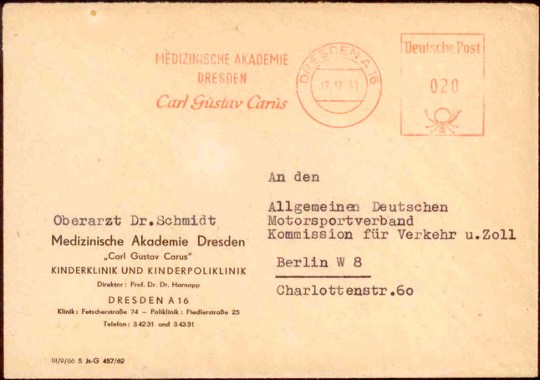 MEDIZINISCHE AKADEMIE
DRESDEN
Carl Gustav Carus
DRESDEN A 16
Deutsche Post
020
An den
Allgemeinen Deutschen
Motorsportverband
Kommission für Verkehr u.Zoll
Berlin W 8
Charlottenstr.60
Oberarzt Dr.Schmidt
Medizinische Akademie Dresden
„Carl Gustav Carus"
KINDERKLINIK UND KINDERPOLIKLINIK
Direktor: Prof. Dr. Dr. Harnapp
DRESDEN A 16
Klinik: Fetscherstraße 74 – Poliklinik: Fiedlerstraße 25
Telefon: 34231 und 34331
III/9/66 S Jt-G 457/62